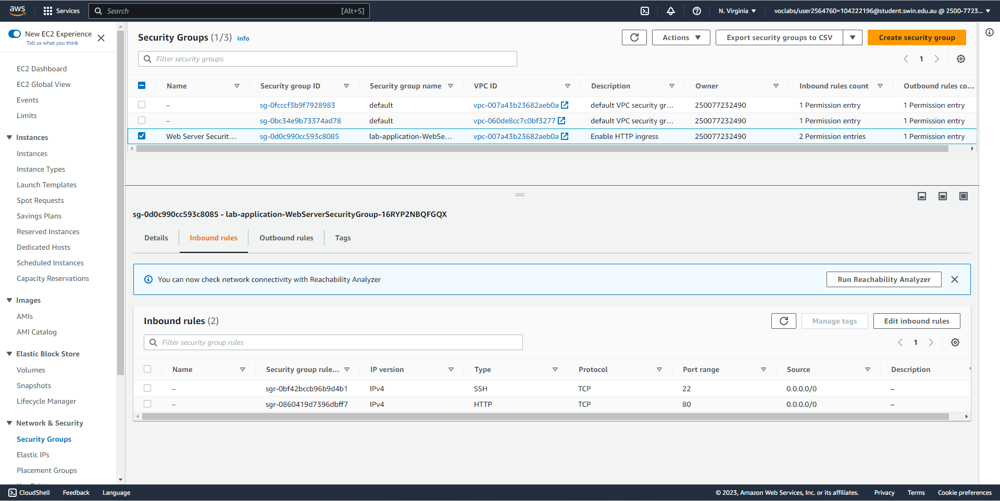 aws Services Search [Alt+S] N. Virginia voclabs/user2564760=104222196@student.swin.edu.au @ 2500-7723...
New EC2 Experience
Tell us what you think
EC2 Dashboard
EC2 Global View
Events
Limits
Instances
Instances
Instance Types
Launch Templates
Spot Requests
Savings Plans
Reserved Instances
Dedicated Hosts
Scheduled Instances
Capacity Reservations
Images
AMIs
AMI Catalog
Elastic Block Store
Volumes
Snapshots
Lifecycle Manager
Network & Security
Security Groups
Elastic IPs
Placement Groups
Security Groups (1/3) Info Actions Export security groups to CSV Create security group
Filter security groups 1
Name Security group ID Security group name VPC ID Description Owner Inbound rules count Outbound rules co...
– sg-0fcccf3b9f7928983 default vpc-007a43b23682aeb0a default VPC security gr... 250077232490 1 Permission entry 1 Permission entry
– sg-0bc34e9b73374ad78 default vpc-060de8cc7c0bf3277 default VPC security gr... 250077232490 1 Permission entry 1 Permission entry
Web Server Securit... sg-0d0c990cc593c8085 lab-application-WebSe... vpc-007a43b23682aeb0a Enable HTTP ingress 250077232490 2 Permission entries 1 Permission entry
sg-0d0c990cc593c8085 - lab-application-WebServerSecurityGroup-16RYP2NBQFGQX
Details Inbound rules Outbound rules Tags
You can now check network connectivity with Reachability Analyzer Run Reachability Analyzer
Inbound rules (2) Manage tags Edit inbound rules
Filter security group rules 1
Name Security group rule... IP version Type Protocol Port range Source Description
– sgr-0bf42bccb96b9d4b1 IPv4 SSH TCP 22 0.0.0.0/0 –
– sgr-0860419d7396dbff7 IPv4 HTTP TCP 80 0.0.0.0/0 –
CloudShell Feedback Language © 2023, Amazon Web Services, Inc. or its affiliates. Privacy Terms Cookie preferences